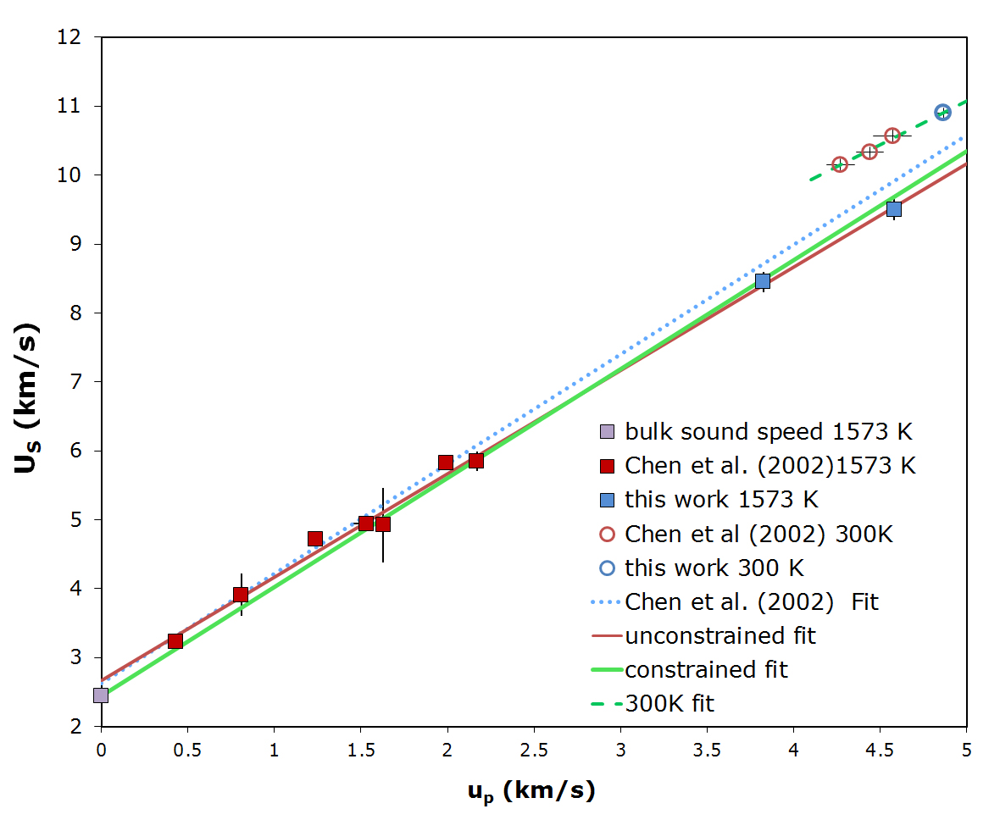 12
11
10
9
8
7
6
5
4
3
2
Us (km/s)
bulk sound speed 1573 K
Chen et al. (2002)1573 K
this work 1573 K
Chen et al (2002) 300K
this work 300 K
Chen et al. (2002)  Fit
unconstrained fit
constrained fit
300K fit
0 0.5 1 1.5 2 2.5 3 3.5 4 4.5 5
up (km/s)